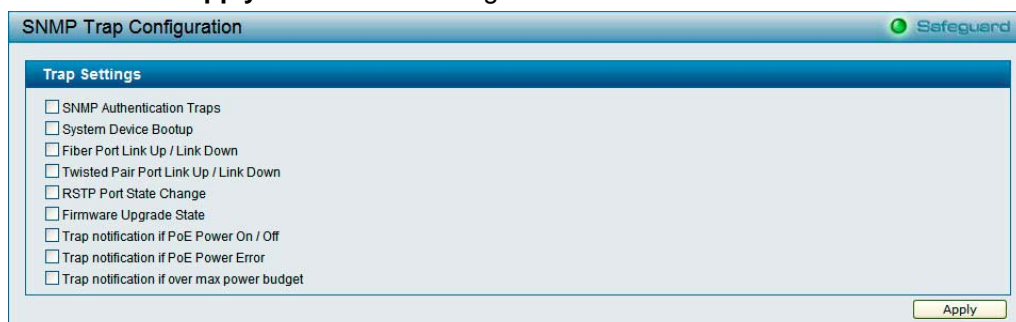 Apply
SNMP Trap Configuration
Safeguard
Trap Settings
SNMP Authentication Traps
System Device Bootup
Fiber Port Link Up / Link Down
Twisted Pair Port Link Up / Link Down
RSTP Port State Change
Firmware Upgrade State
Trap notification if PoE Power On / Off
Trap notification if PoE Power Error
Trap notification if over max power budget
Apply